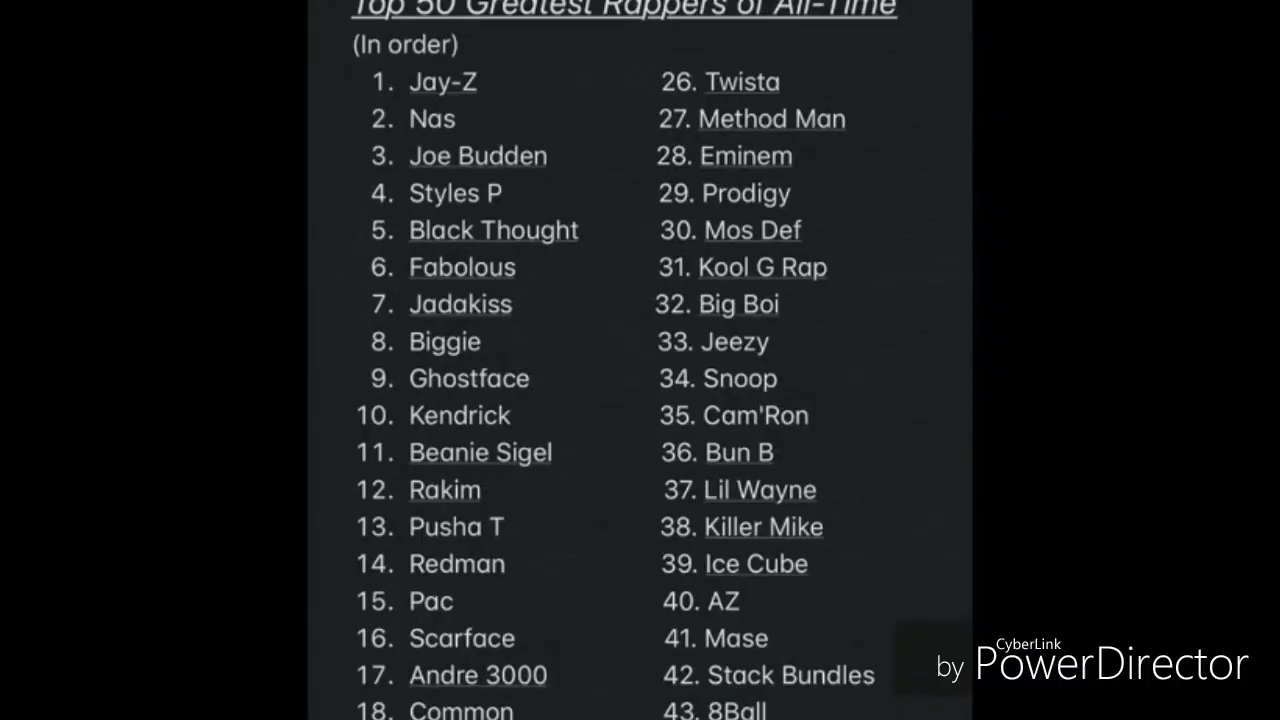 Top 50 Greatest Rappers of All-Time
(In order)
1. Jay-Z
2. Nas
3. Joe Budden
4. Styles P
5. Black Thought
6. Fabolous
7. Jadakiss
8. Biggie
9. Ghostface
10. Kendrick
11. Beanie Sigel
12. Rakim
13. Pusha T
14. Redman
15. Pac
16. Scarface
17. Andre 3000
18. Common
26. Twista
27. Method Man
28. Eminem
29. Prodigy
30. Mos Def
31. Kool G Rap
32. Big Boi
33. Jeezy
34. Snoop
35. Cam'Ron
36. Bun B
37. Lil Wayne
38. Killer Mike
39. Ice Cube
40. AZ
41. Mase
42. Stack Bundles
43. 8Ball
CyberLink
by PowerDirector